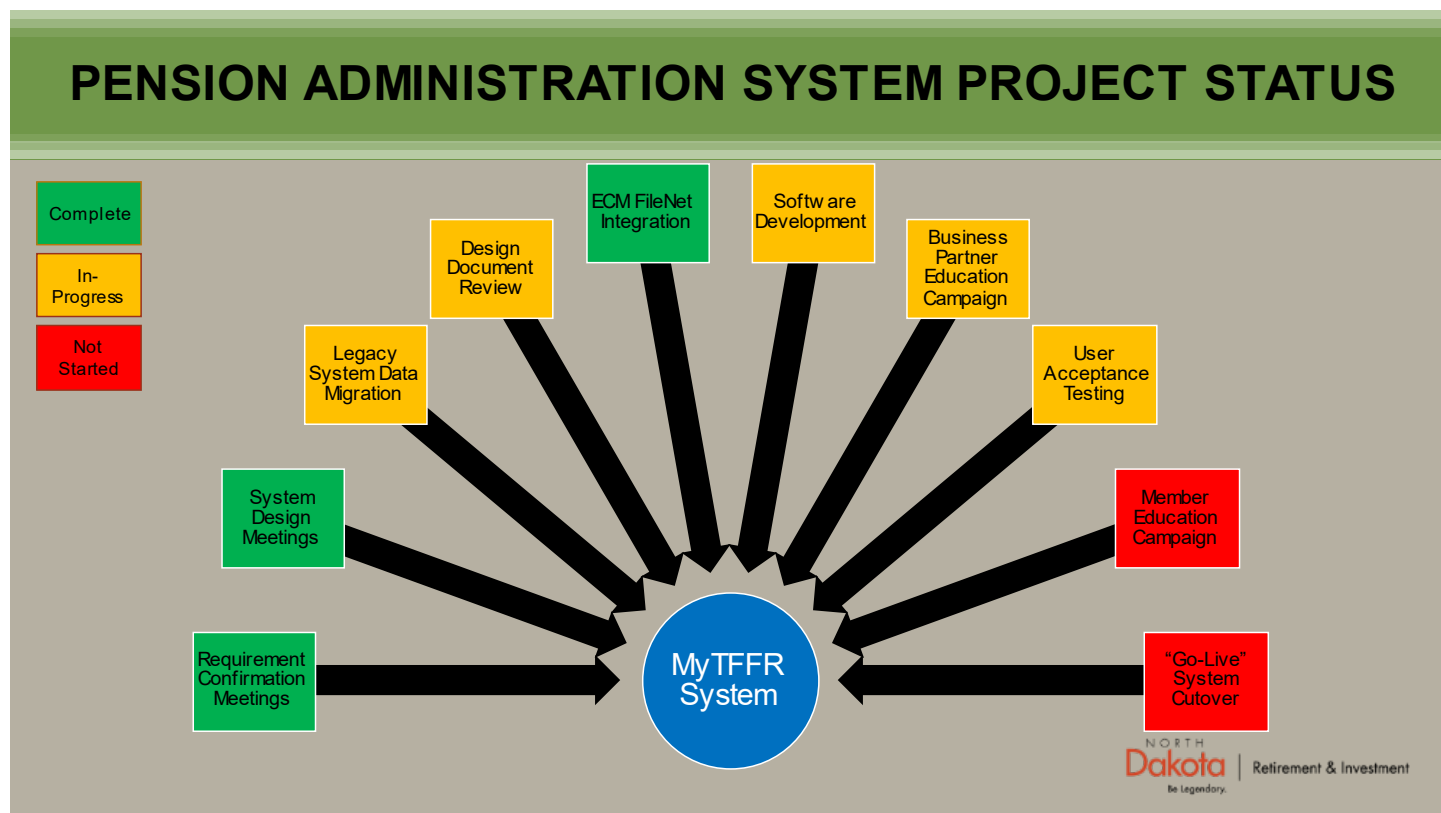 PENSION ADMINISTRATION SYSTEM PROJECT STATUS
Complete
In-
Progress
Not
Started
ECM FileNet
Integration
Software
Development
Design
Document
Review
Business
Partner
Education
Campaign
Legacy
System Data
Migration
User
Acceptance
Testing
System
Design
Meetings
Member
Education
Campaign
Requirement
Confirmation
Meetings
MyTFFR
System
“Go-Live”
System
Cutover
NORTH
Dakota
Be Legendary.
Retirement & Investment